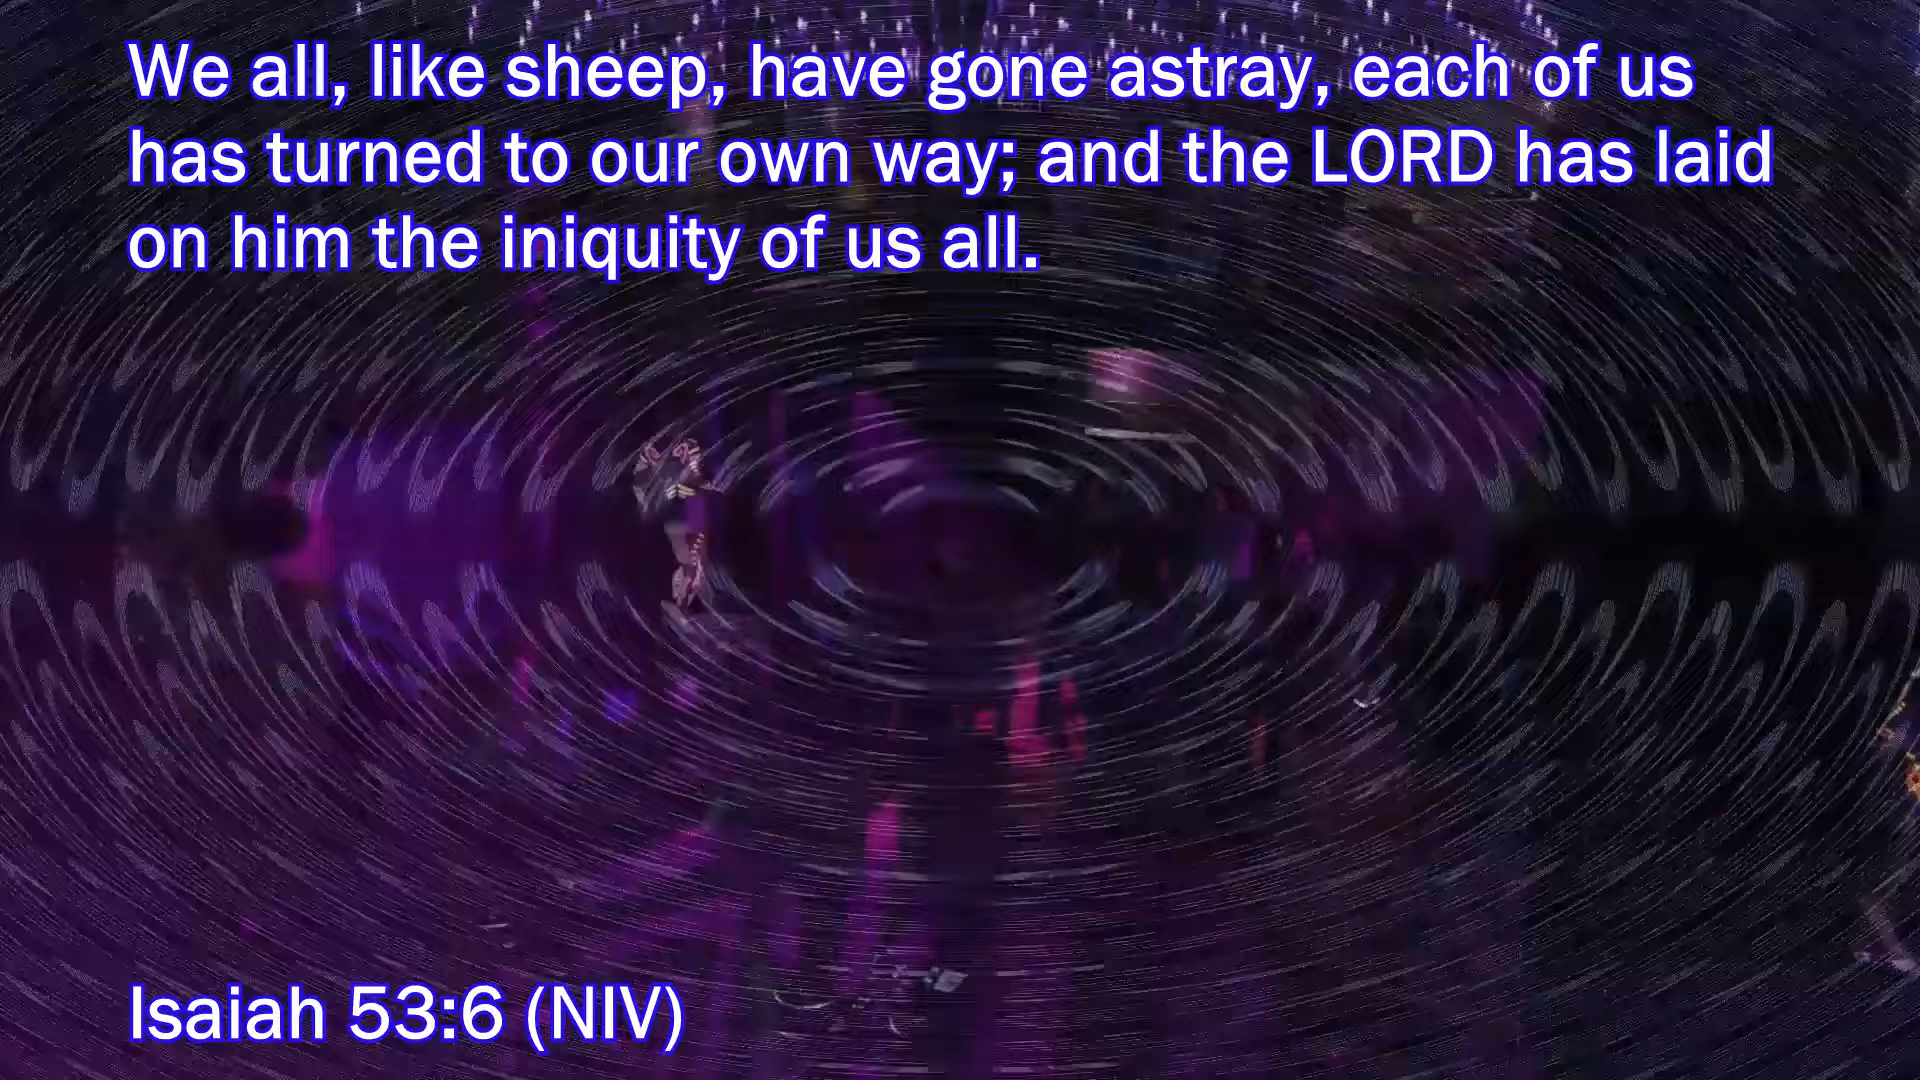 We all, like sheep, have gone astray, each of us
has turned to our own way; and the LORD has laid
on him the iniquity of us all.
Isaiah 53:6 (NIV)